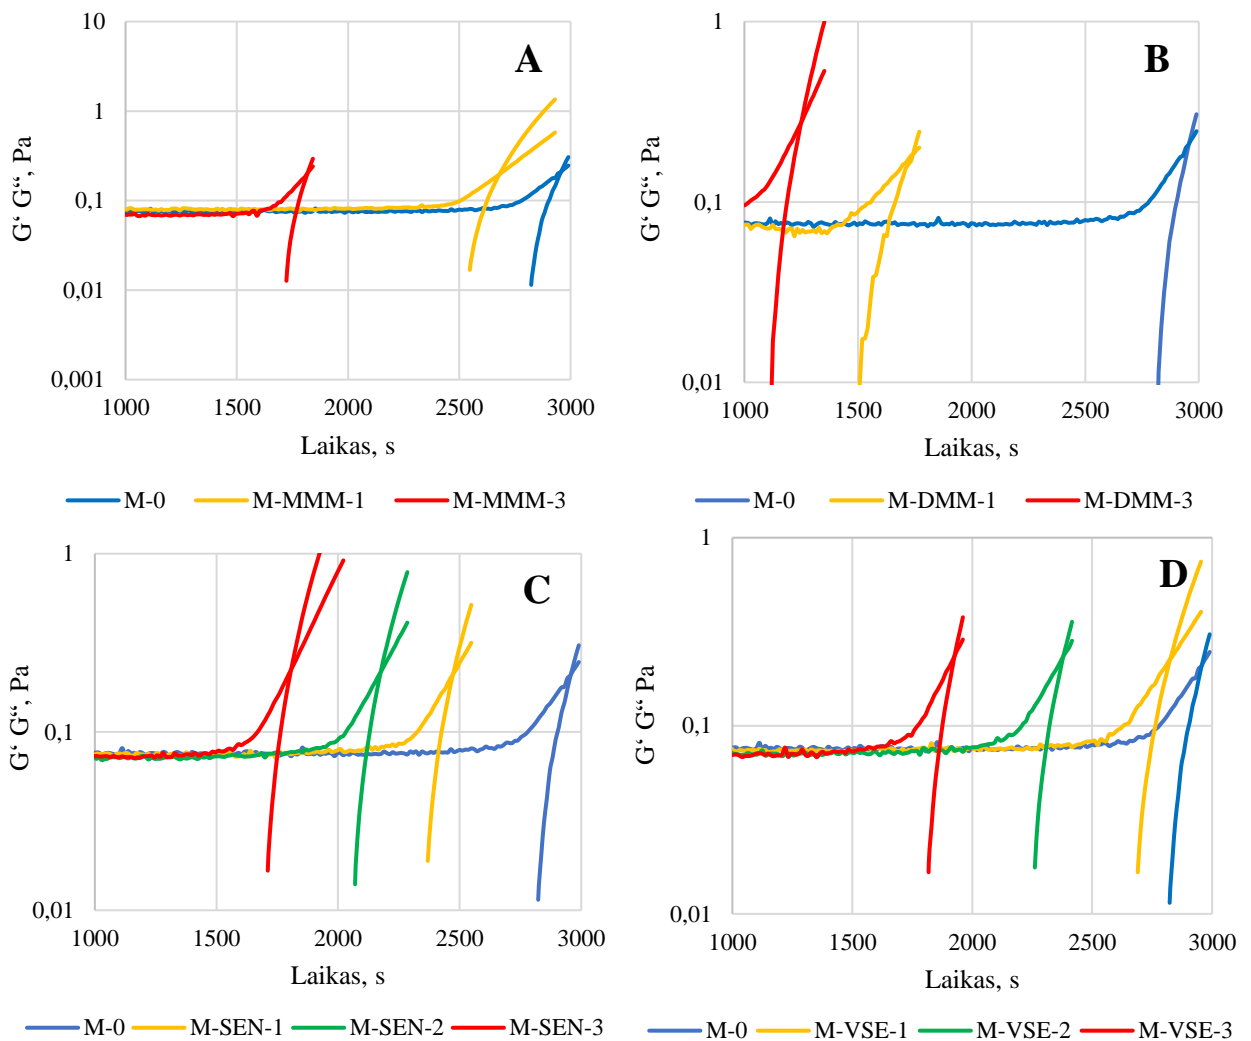 A
G‘ G“, Pa
10
1
0,1
0,01
0,001
1000 1500 2000 2500 3000
Laikas, s
M-0 M-MMM-1 M-MMM-3
B
G‘ G“, Pa
1
0,1
0,01
1000 1500 2000 2500 3000
Laikas, s
M-0 M-DMM-1 M-DMM-3
C
G‘ G“, Pa
1
0,1
0,01
1000 1500 2000 2500 3000
Laikas, s
M-0 M-SEN-1 M-SEN-2 M-SEN-3
D
G‘ G“ Pa
1
0,1
0,01
1000 1500 2000 2500 3000
Laikas, s
M-0 M-VSE-1 M-VSE-2 M-VSE-3